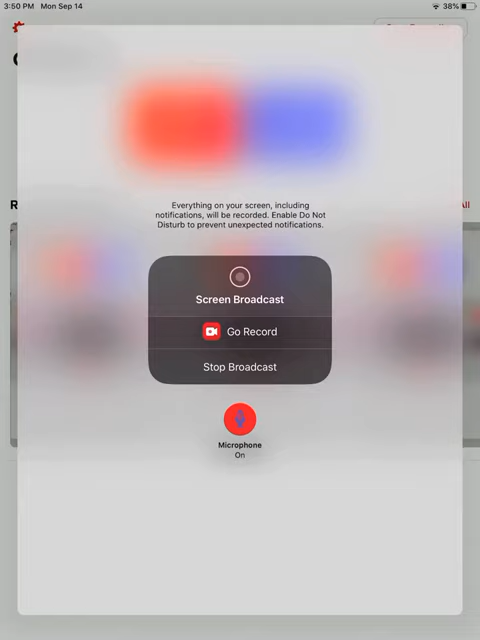 3:50 PM Mon Sep 14
38%
Everything on your screen, including
notifications, will be recorded. Enable Do Not
Disturb to prevent unexpected notifications.
R
All
Screen Broadcast
Go Record
Stop Broadcast
Microphone
On